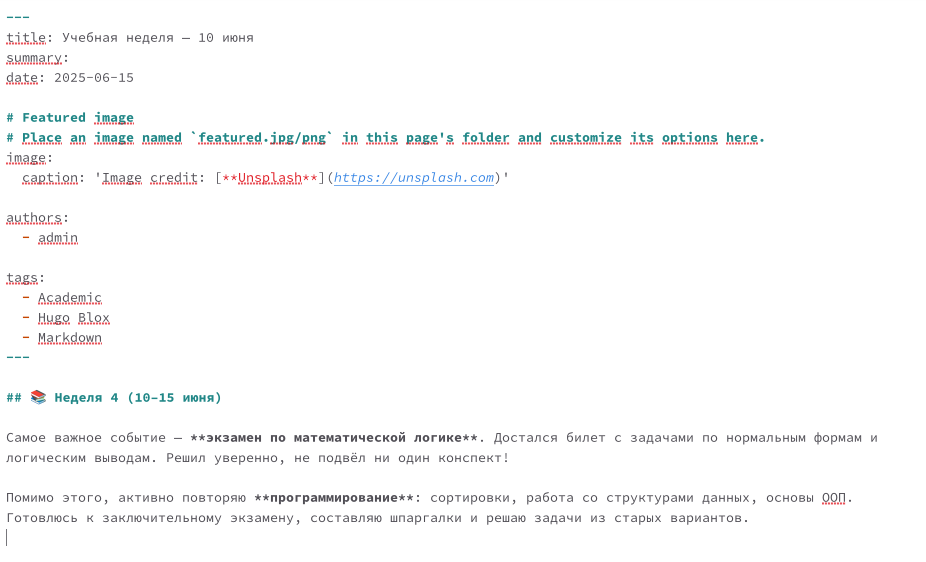 ---
title: Учебная неделя — 10 июня
summary:
date: 2025-06-15
# Featured image
# Place an image named `featured.jpg/png` in this page's folder and customize its options here.
image:
  caption: 'Image credit: [**Unsplash**](https://unsplash.com)'
authors:
  - admin
tags:
  - Academic
  - Hugo Blox
  - Markdown
---
## 📚 Неделя 4 (10–15 июня)
Самое важное событие — **экзамен по математической логике**. Достался билет с задачами по нормальным формам и
логическим выводам. Решил уверенно, не подвёл ни один конспект!
Помимо этого, активно повторяю **программирование**: сортировки, работа со структурами данных, основы ООП.
Готовлюсь к заключительному экзамену, составляю шпаргалки и решаю задачи из старых вариантов.